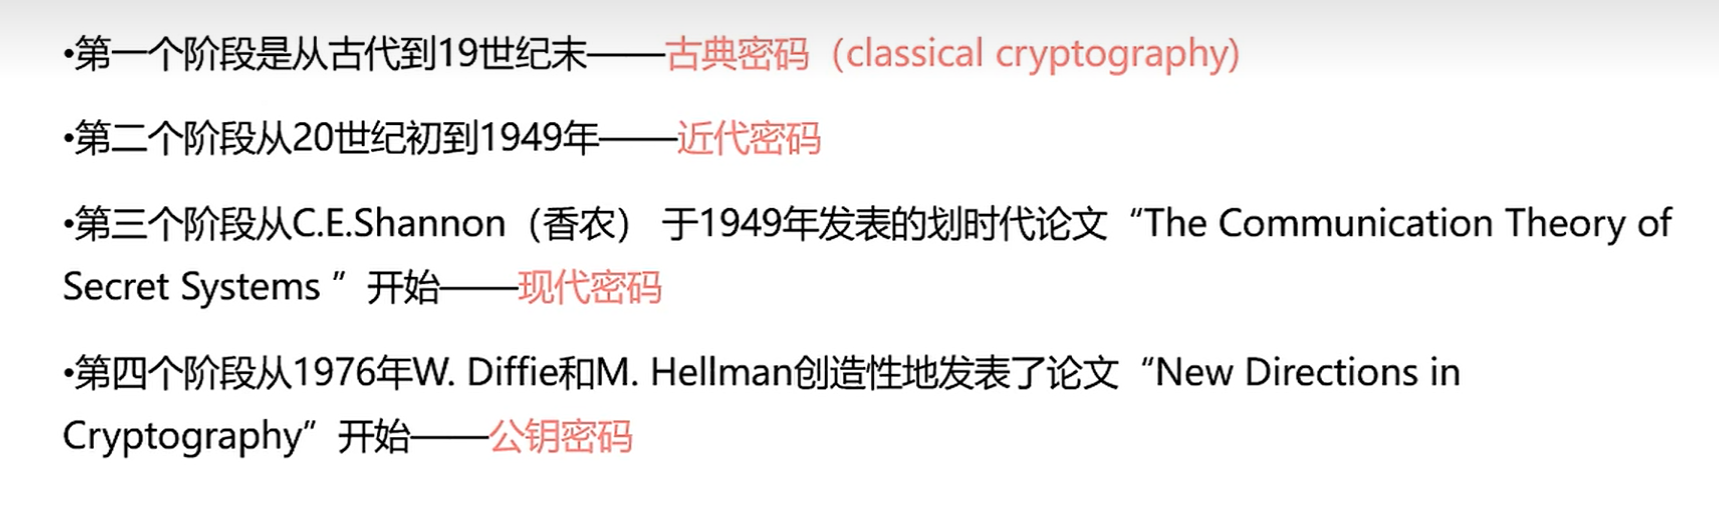 •第一个阶段是从古代到19世纪末——古典密码（classical cryptography)
•第二个阶段从20世纪初到1949年——近代密码
•第三个阶段从C.E.Shannon（香农） 于1949年发表的划时代论文“The Communication Theory of
Secret Systems ”开始——现代密码
•第四个阶段从1976年W. Diffie和M. Hellman创造性地发表了论文“New Directions in
Cryptography”开始——公钥密码